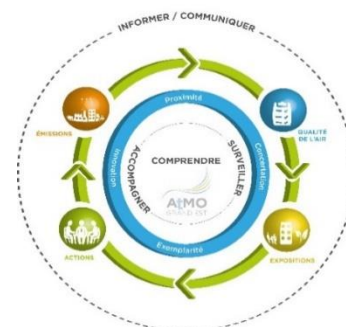 INFORMER / COMMUNIQUER
Proximité
ÉMISSIONS
QUALITÉ
DE L'AIR
Innovation
ACCOMPAGNER
COMPRENDRE
SURVEILLER
Concertation
AtMO
GRAND EST
Exemplarité
ACTIONS
EXPOSITIONS